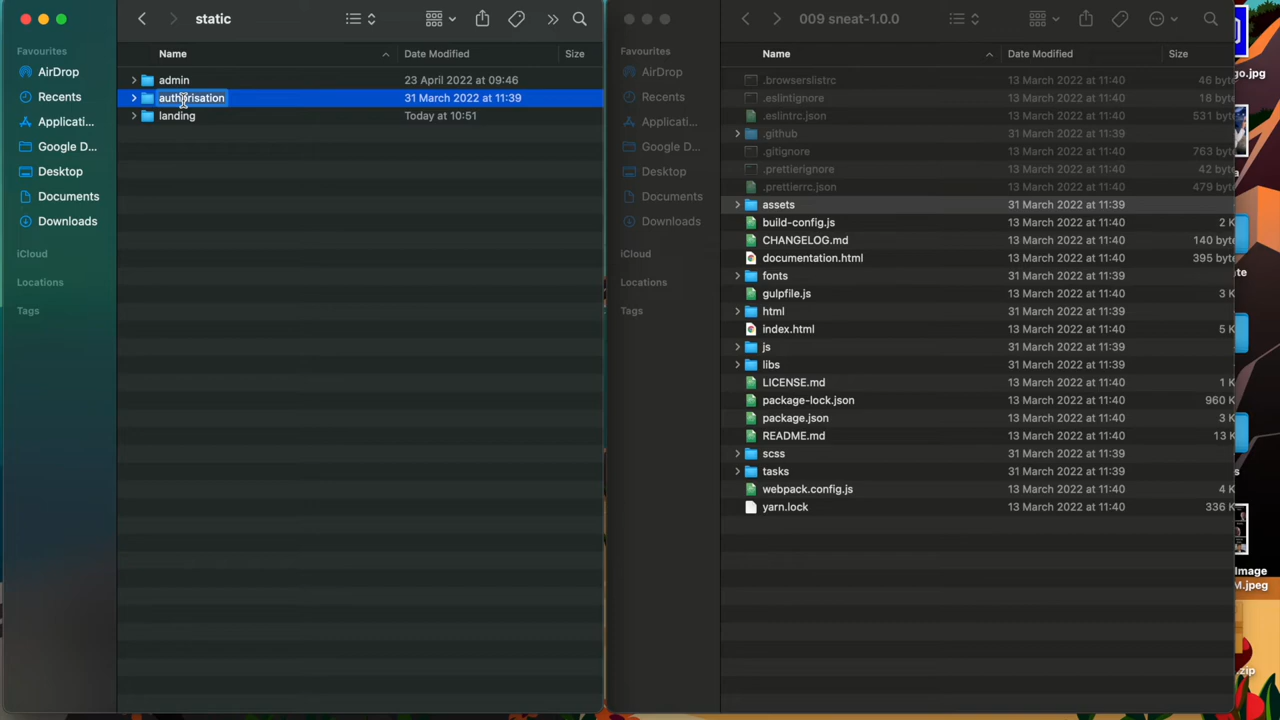 static
Favourites
AirDrop
Recents
Applicati...
Google D...
Desktop
Documents
Downloads
iCloud
Locations
Tags
Name Date Modified Size
admin 23 April 2022 at 09:46
authorisation 31 March 2022 at 11:39
landing Today at 10:51
009 sneat-1.0.0
Favourites
AirDrop
Recents
Applicati...
Google D...
Desktop
Documents
Downloads
iCloud
Locations
Tags
Name Date Modified Size
.browserslistrc 13 March 2022 at 11:40 46 byte
.eslintignore 13 March 2022 at 11:40 18 byte
.eslintrc.json 13 March 2022 at 11:40 531 byt
.github 31 March 2022 at 11:39
.gitignore 13 March 2022 at 11:40 763 byte
.prettierignore 13 March 2022 at 11:40 42 byte
.prettierrc.json 13 March 2022 at 11:40 479 byt
assets 31 March 2022 at 11:39
build-config.js 13 March 2022 at 11:40 2 K
CHANGELOG.md 13 March 2022 at 11:40 140 byte
documentation.html 13 March 2022 at 11:40 395 byt
fonts 31 March 2022 at 11:39
gulpfile.js 13 March 2022 at 11:40 3 K
html 31 March 2022 at 11:39
index.html 13 March 2022 at 11:40 5 K
js 31 March 2022 at 11:39
libs 31 March 2022 at 11:39
LICENSE.md 13 March 2022 at 11:40 1 K
package-lock.json 13 March 2022 at 11:40 960 K
package.json 13 March 2022 at 11:40 3 K
README.md 13 March 2022 at 11:40 13 K
scss 31 March 2022 at 11:39
tasks 31 March 2022 at 11:39
webpack.config.js 13 March 2022 at 11:40 4 K
yarn.lock 13 March 2022 at 11:40 336 K
go.jpg
a
ate
s
Image
M.jpeg
.zip